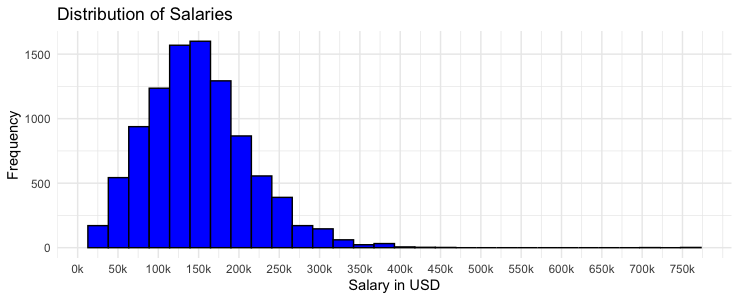 Distribution of Salaries
1500
1000
500
0
Frequency
0k 50k 100k 150k 200k 250k 300k 350k 400k 450k 500k 550k 600k 650k 700k 750k
Salary in USD